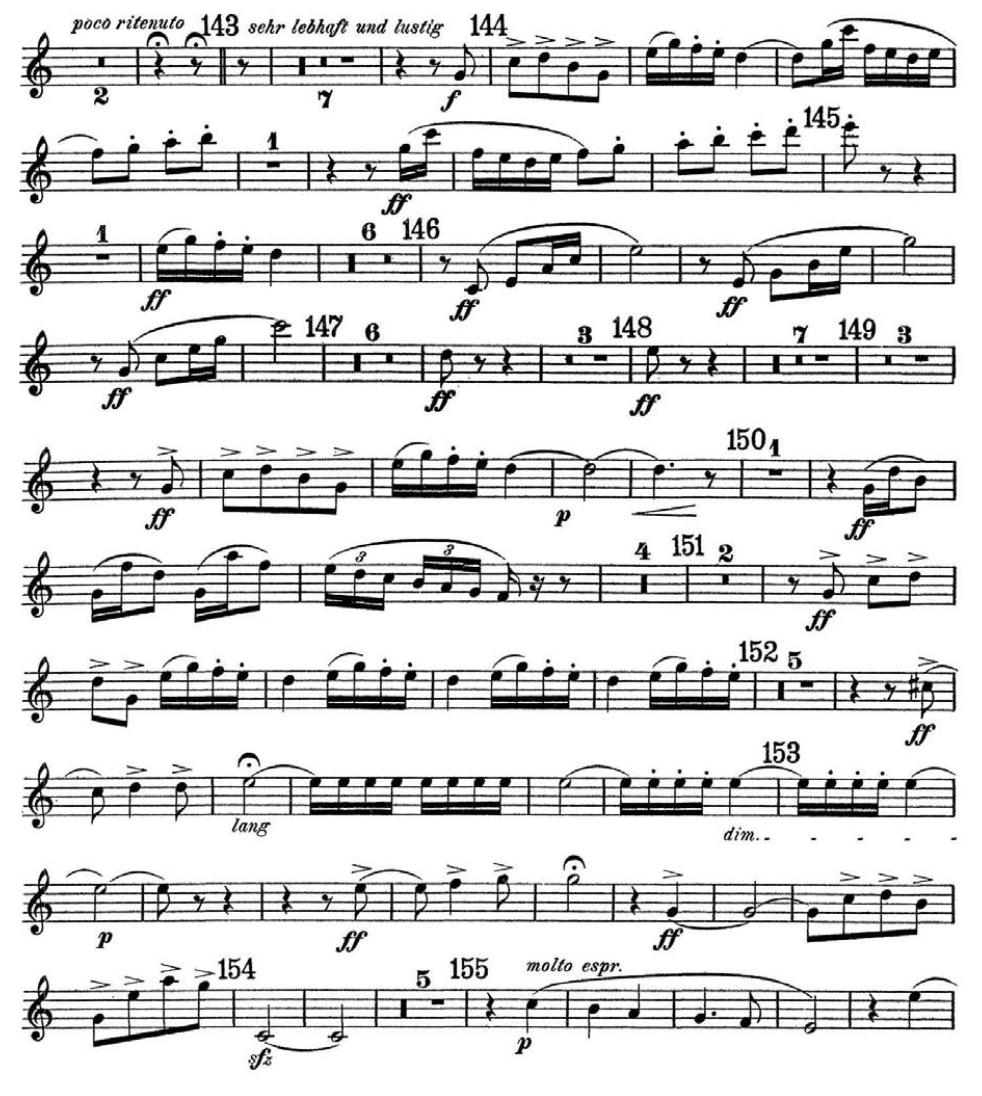 poco ritenuto 143 sehr lebhaft und lustig 144
2 7 f
1 145
ff
1 6 146
ff ff ff
147 6 3 148 7 149 3
ff ff ff
150 1
ff p ff
3 3 4 151 2
ff
152 5
ff
153
lang dim. - - - - -
p ff ff
154 5 155 molto espr.
sfz p